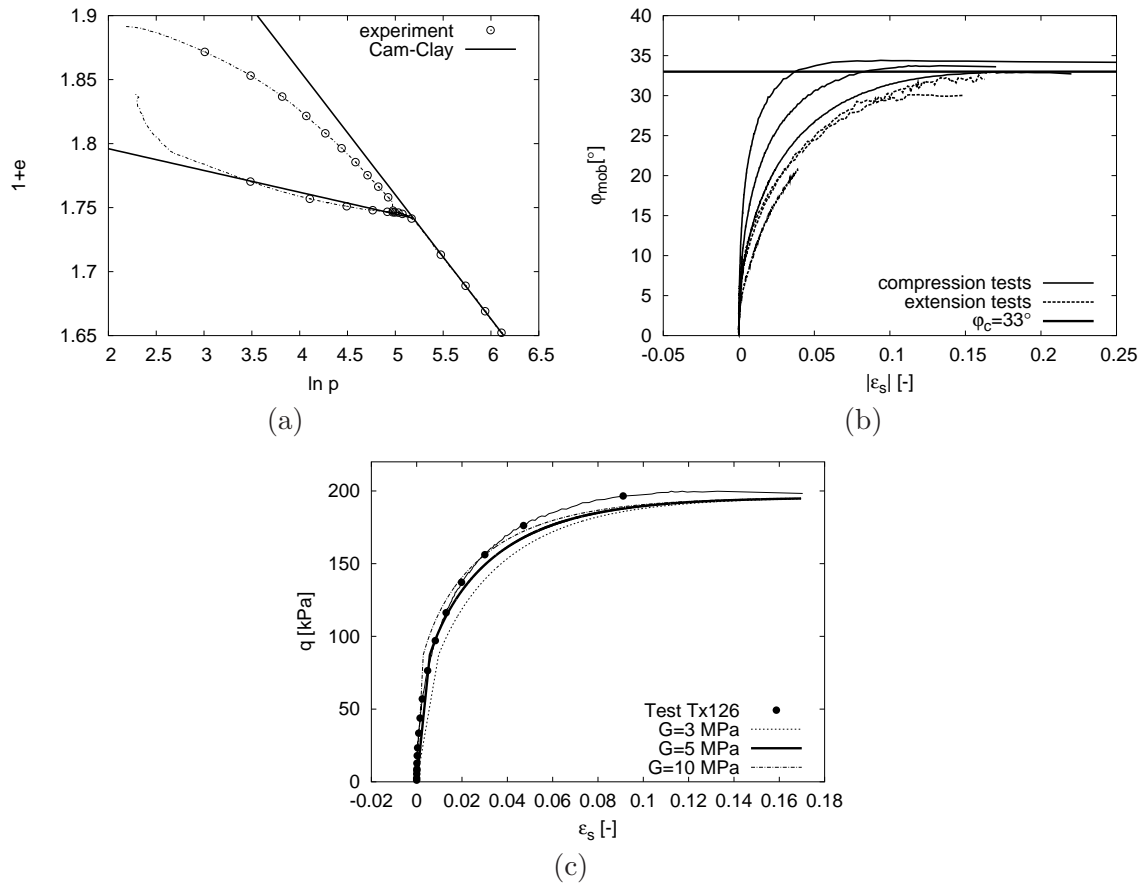 1.9
1.8
1.7
1.65
1+e
2 2.5 3 3.5 4 4.5 5 5.5 6 6.5
ln p
experiment
Cam-Clay
(a)
40
35
30
25
20
15
10
5
0
φmob[°]
-0.05 0 0.05 0.1 0.15 0.2 0.25
|εs| [-]
compression tests
extension tests
φc=33°
(b)
200
150
100
50
0
q [kPa]
-0.02 0 0.02 0.04 0.06 0.08 0.1 0.12 0.14 0.16 0.18
εs [-]
Test Tx126
G=3 MPa
G=5 MPa
G=10 MPa
(c)